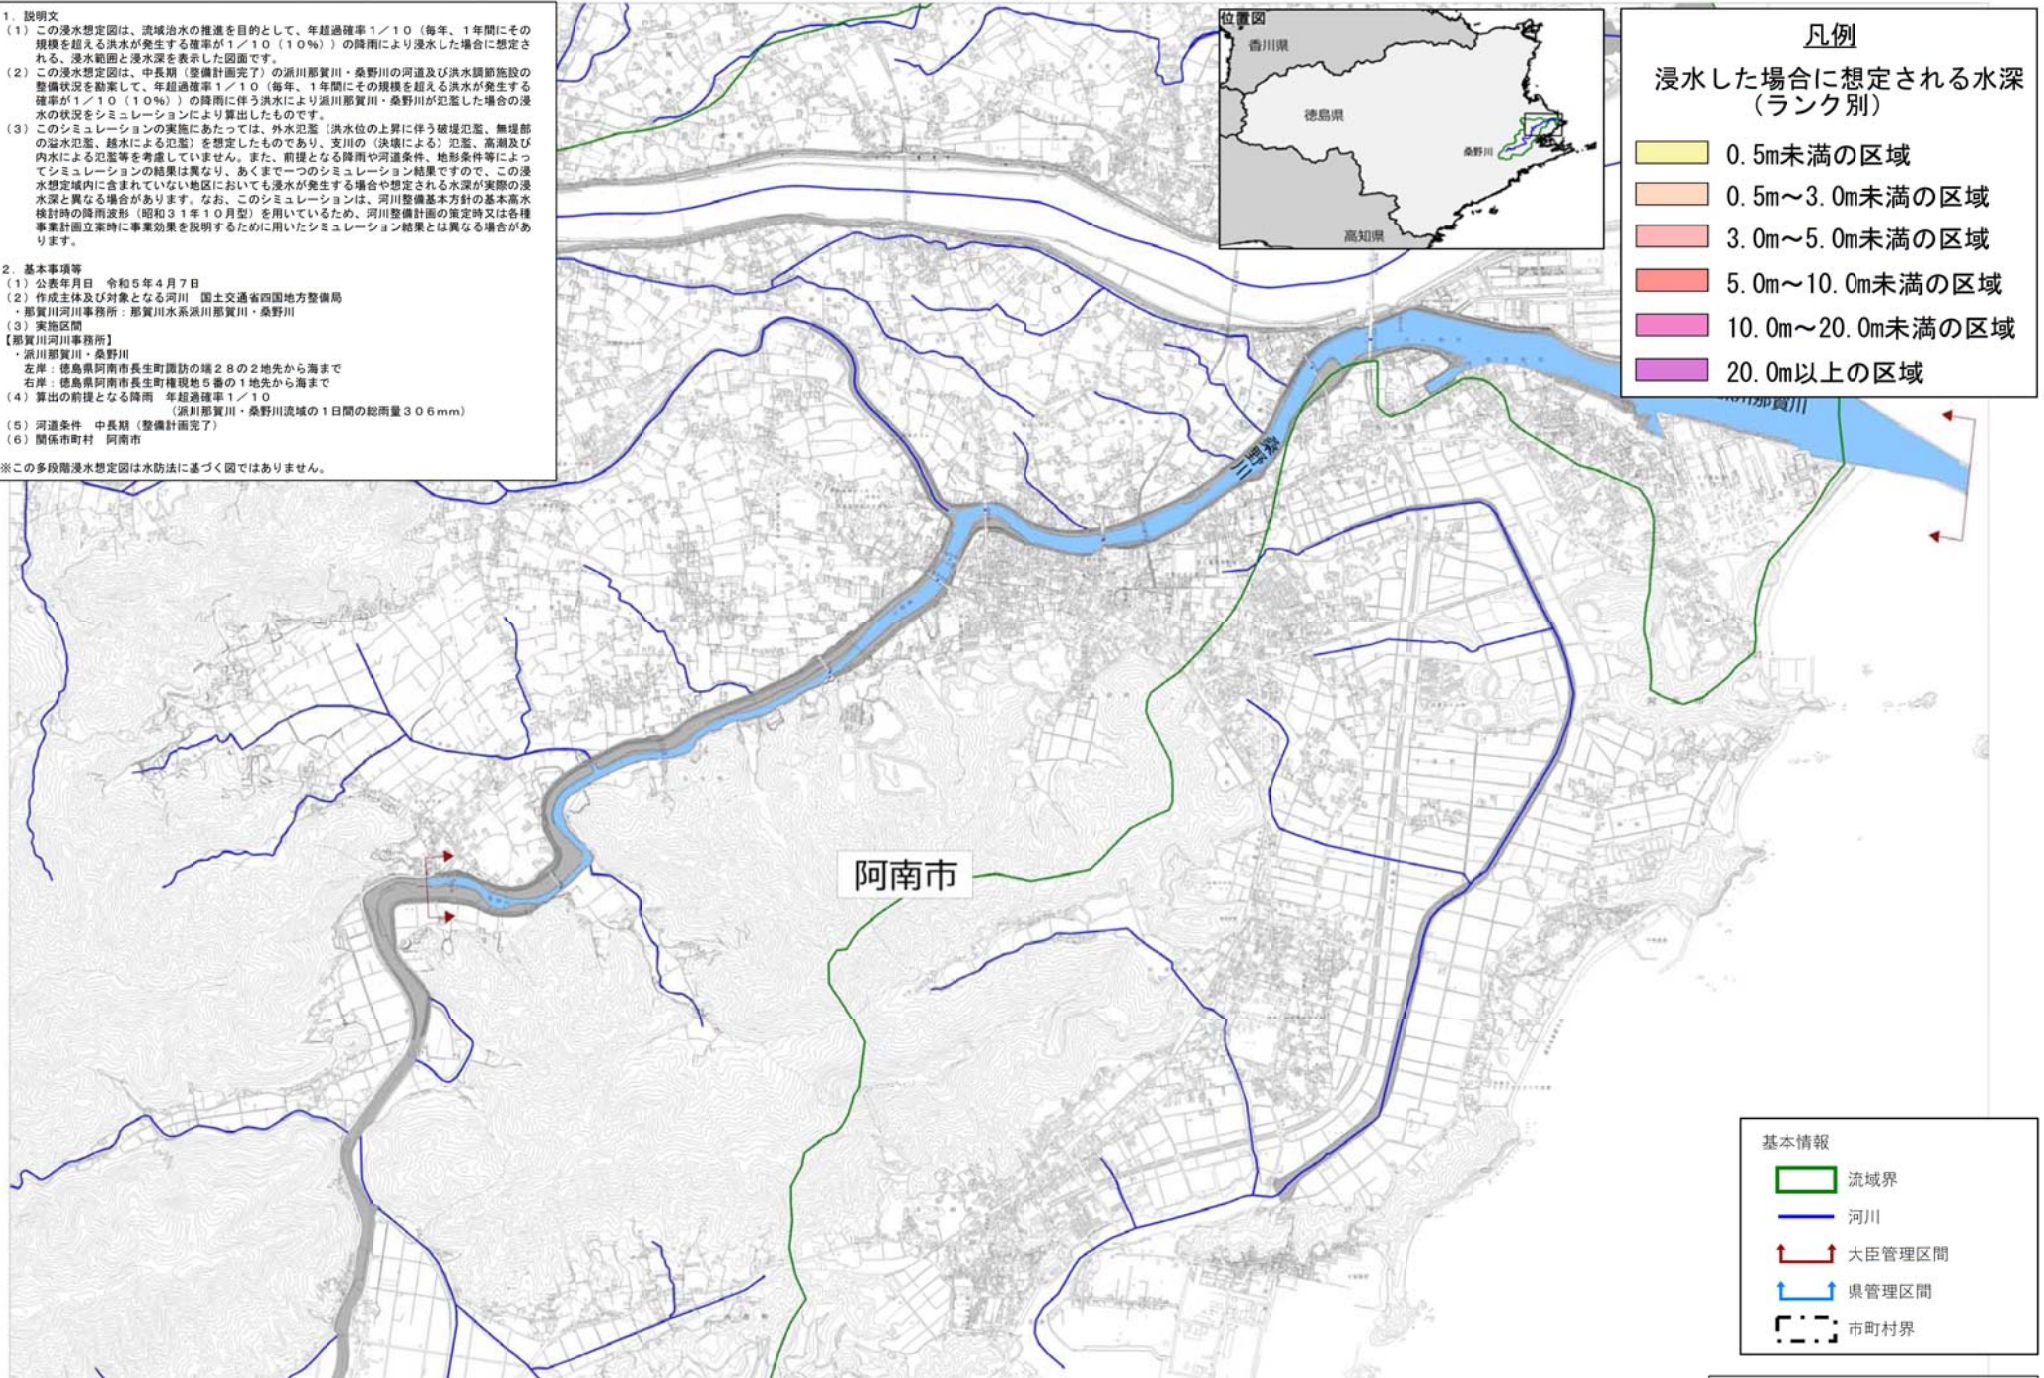 1. 説明文
(1) この浸水想定図は、流域治水の推進を目的として、年超過確率1/10(毎年、1年間にその
規模を超える洪水が発生する確率が1/10(10%))の降雨により浸水した場合に想定さ
れる、浸水範囲と浸水深を表示した図面です。
(2) この浸水想定図は、中長期(整備計画完了)の派川那賀川・桑野川の河道及び洪水調節施設の
整備状況を勘案して、年超過確率1/10(毎年、1年間にその規模を超える洪水が発生する
確率が1/10(10%))の降雨に伴う洪水により派川那賀川・桑野川が氾濫した場合の浸
水の状況をシミュレーションにより算出したものです。
(3) このシミュレーションの実施にあたっては、外水氾濫(洪水位の上昇に伴う破堤氾濫、無堤部
の溢水氾濫、越水による氾濫)を想定したものであり、支川の(決壊による)氾濫、高潮及び
内水による氾濫等を考慮していません。また、前提となる降雨や河道条件、地形条件等によっ
てシミュレーションの結果は異なり、あくまで一つのシミュレーション結果ですので、この浸
水想定域内に含まれていない地区においても浸水が発生する場合や想定される水深が実際の浸
水深と異なる場合があります。なお、このシミュレーションは、河川整備基本方針の基本高水
検討時の降雨波形(昭和31年10月型)を用いているため、河川整備計画の策定時又は各種
事業計画立案時に事業効果を説明するために用いたシミュレーション結果とは異なる場合があ
ります。
2. 基本事項等
(1) 公表年月日 令和5年4月7日
(2) 作成主体及び対象となる河川 国土交通省四国地方整備局
・那賀川河川事務所:那賀川水系派川那賀川・桑野川
(3) 実施区間
【那賀川河川事務所】
・派川那賀川・桑野川
左岸:徳島県阿南市長生町諏訪の端28の2地先から海まで
右岸:徳島県阿南市長生町権現地5番の1地先から海まで
(4) 算出の前提となる降雨 年超過確率1/10
(派川那賀川・桑野川流域の1日間の総雨量306mm)
(5) 河道条件 中長期(整備計画完了)
(6) 関係市町村 阿南市
※この多段階浸水想定図は水防法に基づく図ではありません。
位置図
香川県
徳島県
桑野川
高知県
凡例
浸水した場合に想定される水深
(ランク別)
0.5m未満の区域
0.5m～3.0m未満の区域
3.0m～5.0m未満の区域
5.0m～10.0m未満の区域
10.0m～20.0m未満の区域
20.0m以上の区域
派川那賀川
桑野川
阿南市
基本情報
流域界
河川
大臣管理区間
県管理区間
市町村界